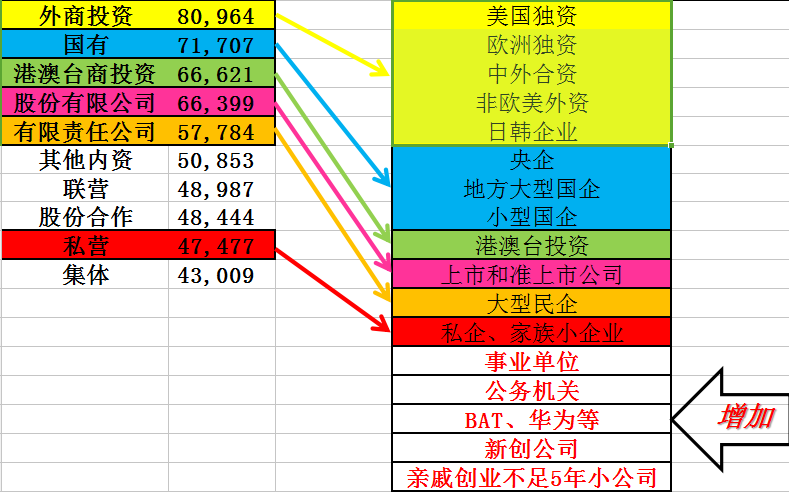 外商投资 80,964
国有 71,707
港澳台商投资 66,621
股份有限公司 66,399
有限责任公司 57,784
其他内资 50,853
联营 48,987
股份合作 48,444
私营 47,477
集体 43,009
美国独资
欧洲独资
中外合资
非欧美外资
日韩企业
央企
地方大型国企
小型国企
港澳台投资
上市和准上市公司
大型民企
私企、家族小企业
事业单位
公务机关
BAT、华为等
新创公司
亲戚创业不足5年小公司
增加